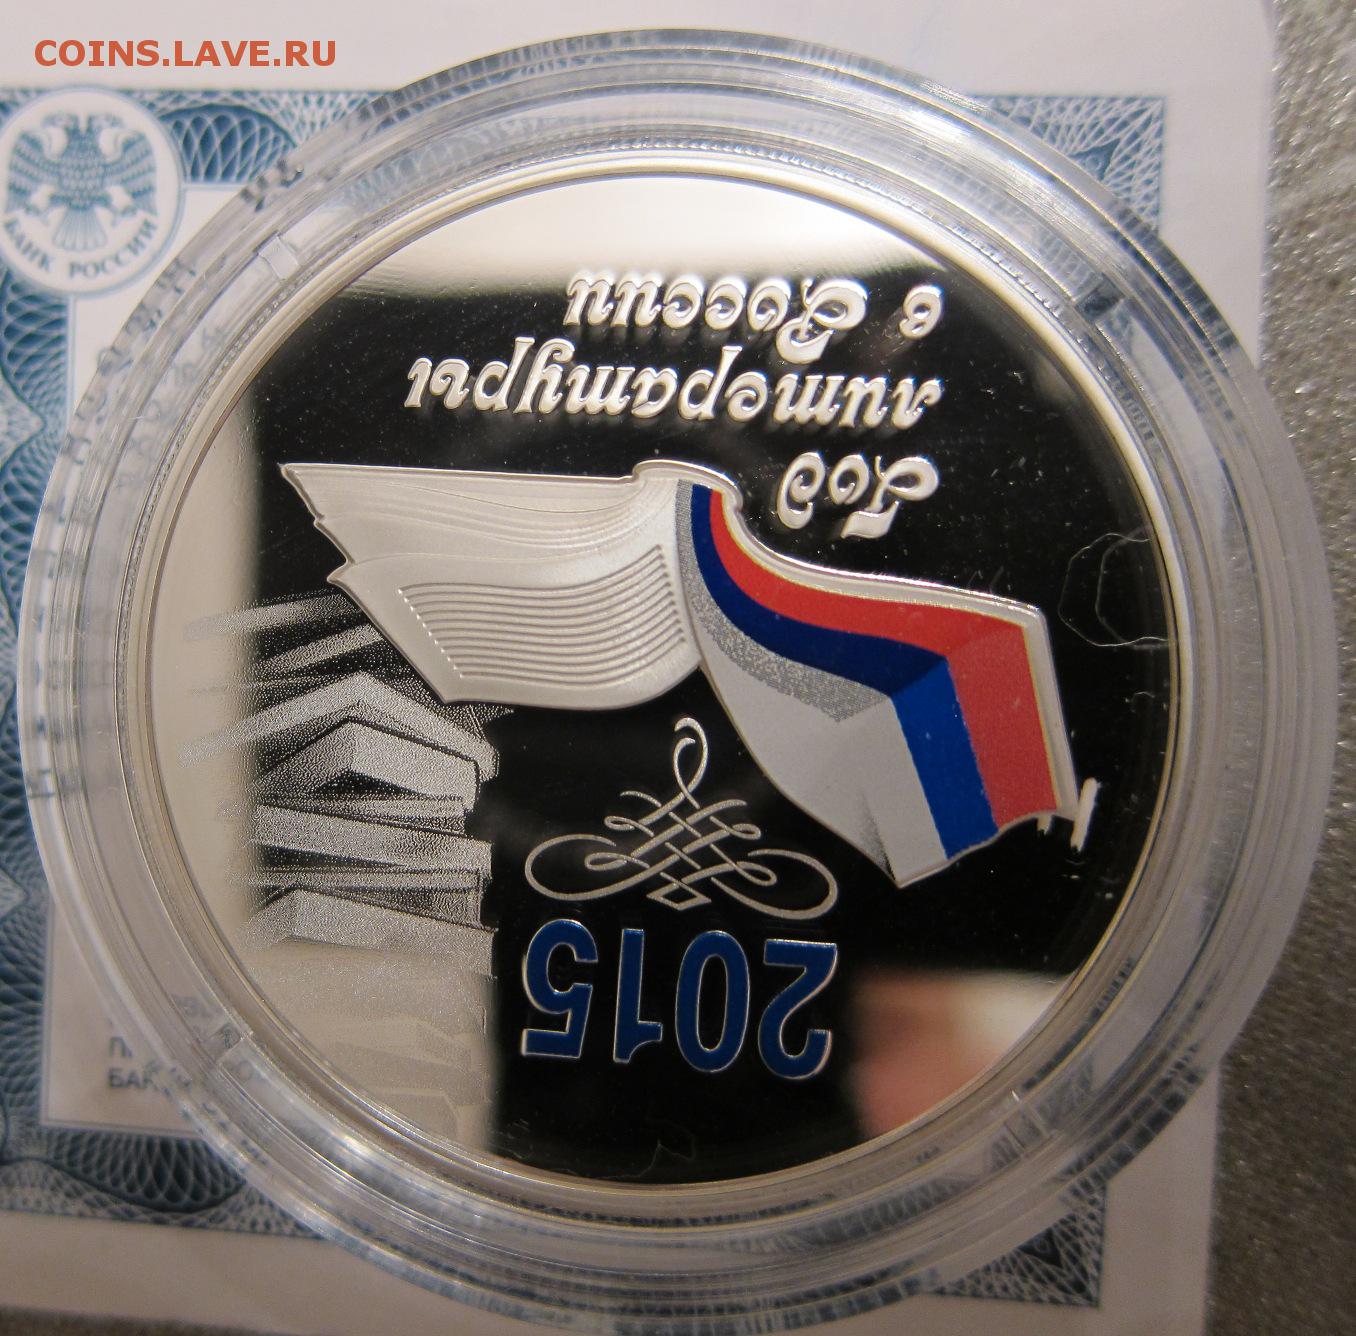 COINS.LAVE.RU
БАНК РОССИИ
Год
литературы
в России
2015